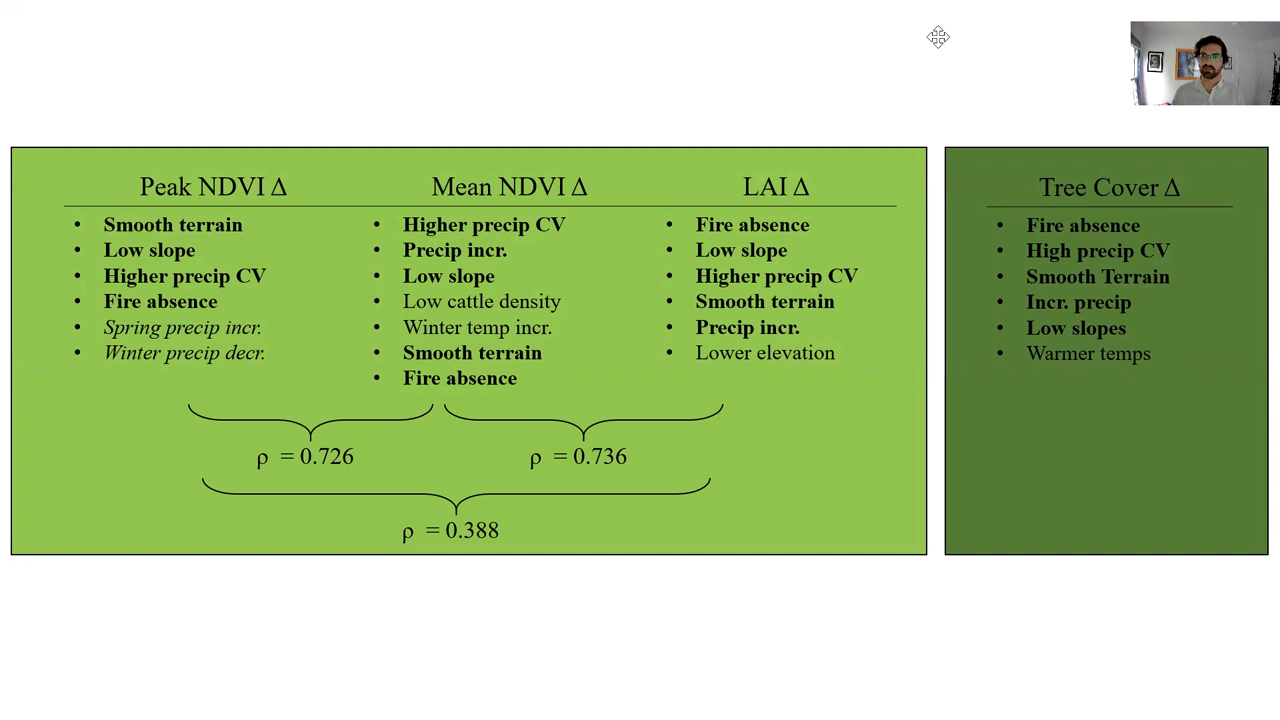 Peak NDVI Δ
• Smooth terrain
• Low slope
• Higher precip CV
• Fire absence
• Spring precip incr.
• Winter precip decr.
Mean NDVI Δ
• Higher precip CV
• Precip incr.
• Low slope
• Low cattle density
• Winter temp incr.
• Smooth terrain
• Fire absence
LAI Δ
• Fire absence
• Low slope
• Higher precip CV
• Smooth terrain
• Precip incr.
• Lower elevation
ρ = 0.726
ρ = 0.736
ρ = 0.388
Tree Cover Δ
• Fire absence
• High precip CV
• Smooth Terrain
• Incr. precip
• Low slopes
• Warmer temps